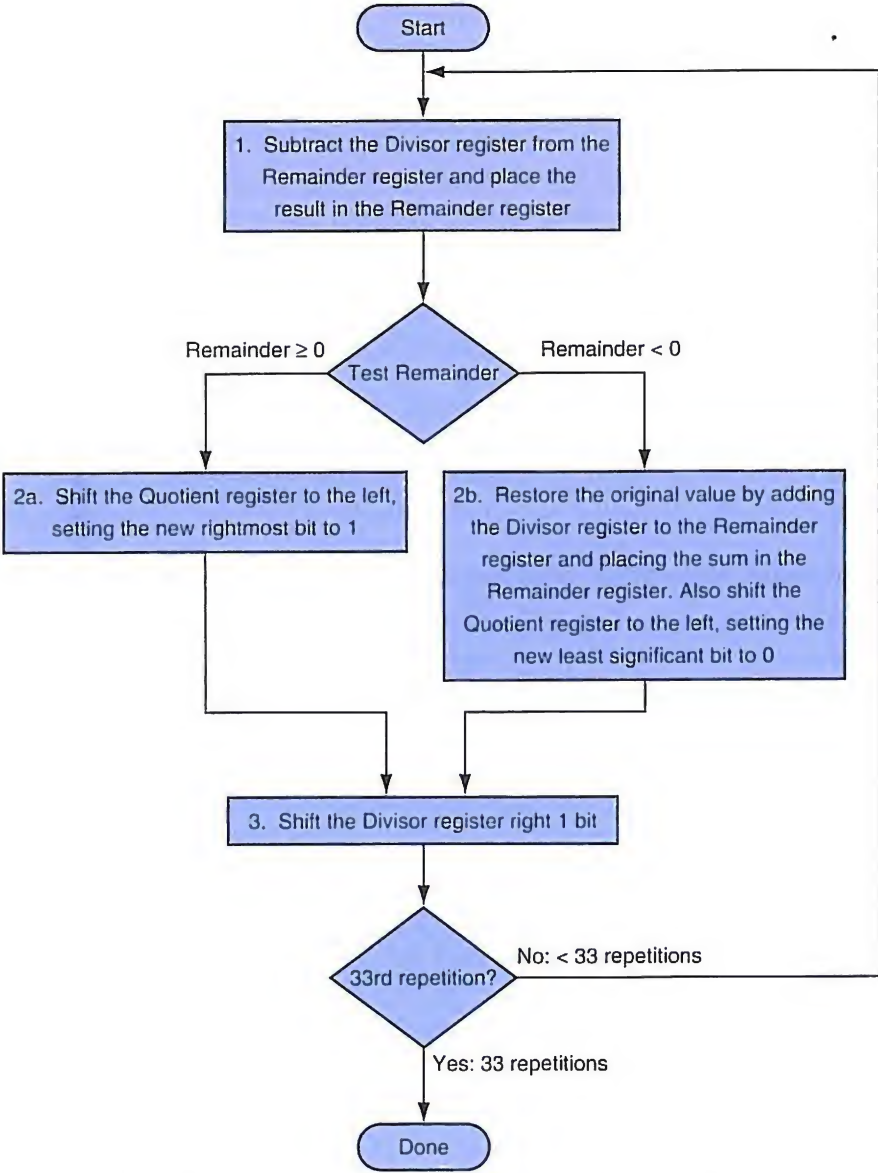 Start
1. Subtract the Divisor register from the
Remainder register and place the
result in the Remainder register
Remainder ≥ 0
Remainder < 0
Test Remainder
2a. Shift the Quotient register to the left,
setting the new rightmost bit to 1
2b. Restore the original value by adding
the Divisor register to the Remainder
register and placing the sum in the
Remainder register. Also shift the
Quotient register to the left, setting the
new least significant bit to 0
3. Shift the Divisor register right 1 bit
33rd repetition?
No: < 33 repetitions
Yes: 33 repetitions
Done